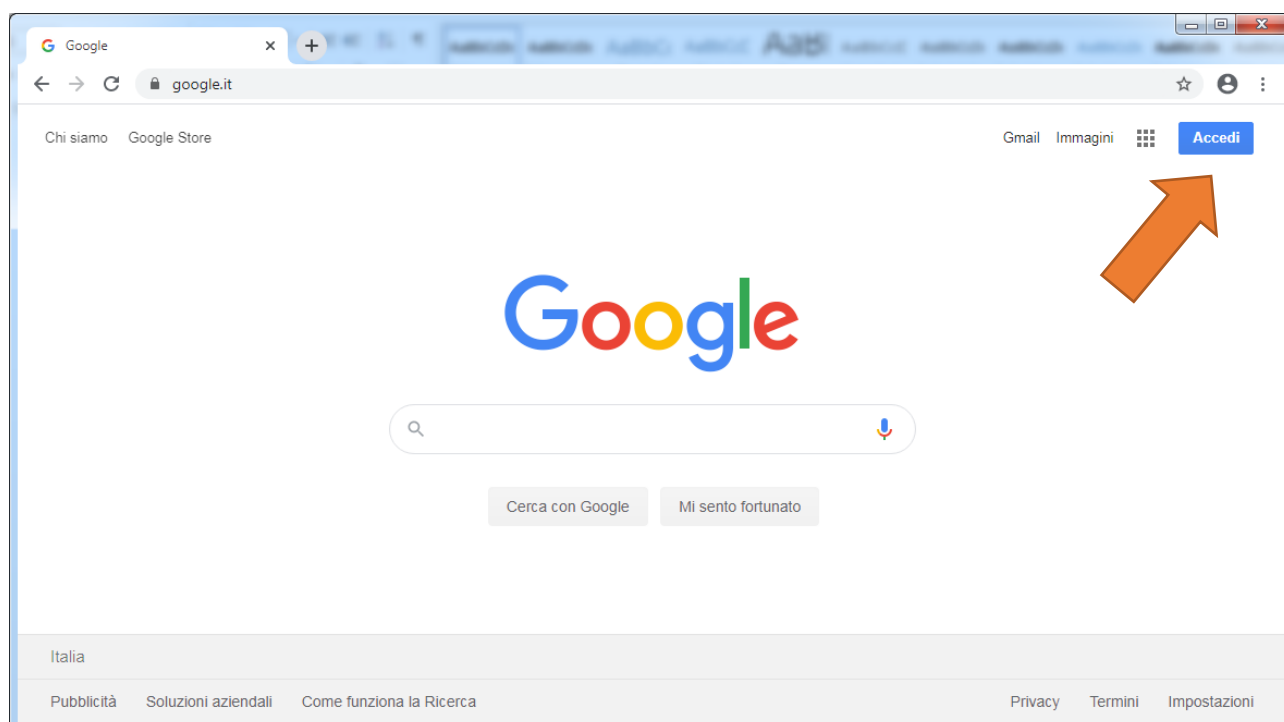 Google
google.it
Chi siamo Google Store Gmail Immagini Accedi
Google
Cerca con Google Mi sento fortunato
Italia
Pubblicità Soluzioni aziendali Come funziona la Ricerca Privacy Termini Impostazioni